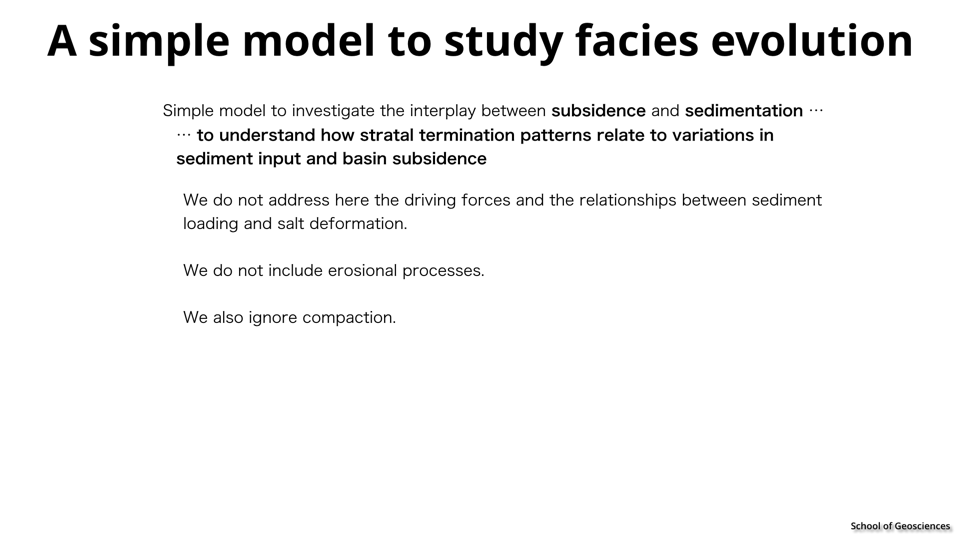 A simple model to study facies evolution
Simple model to investigate the interplay between subsidence and sedimentation ⋯
⋯ to understand how stratal termination patterns relate to variations in
sediment input and basin subsidence
We do not address here the driving forces and the relationships between sediment
loading and salt deformation.
We do not include erosional processes.
We also ignore compaction.
School of Geosciences